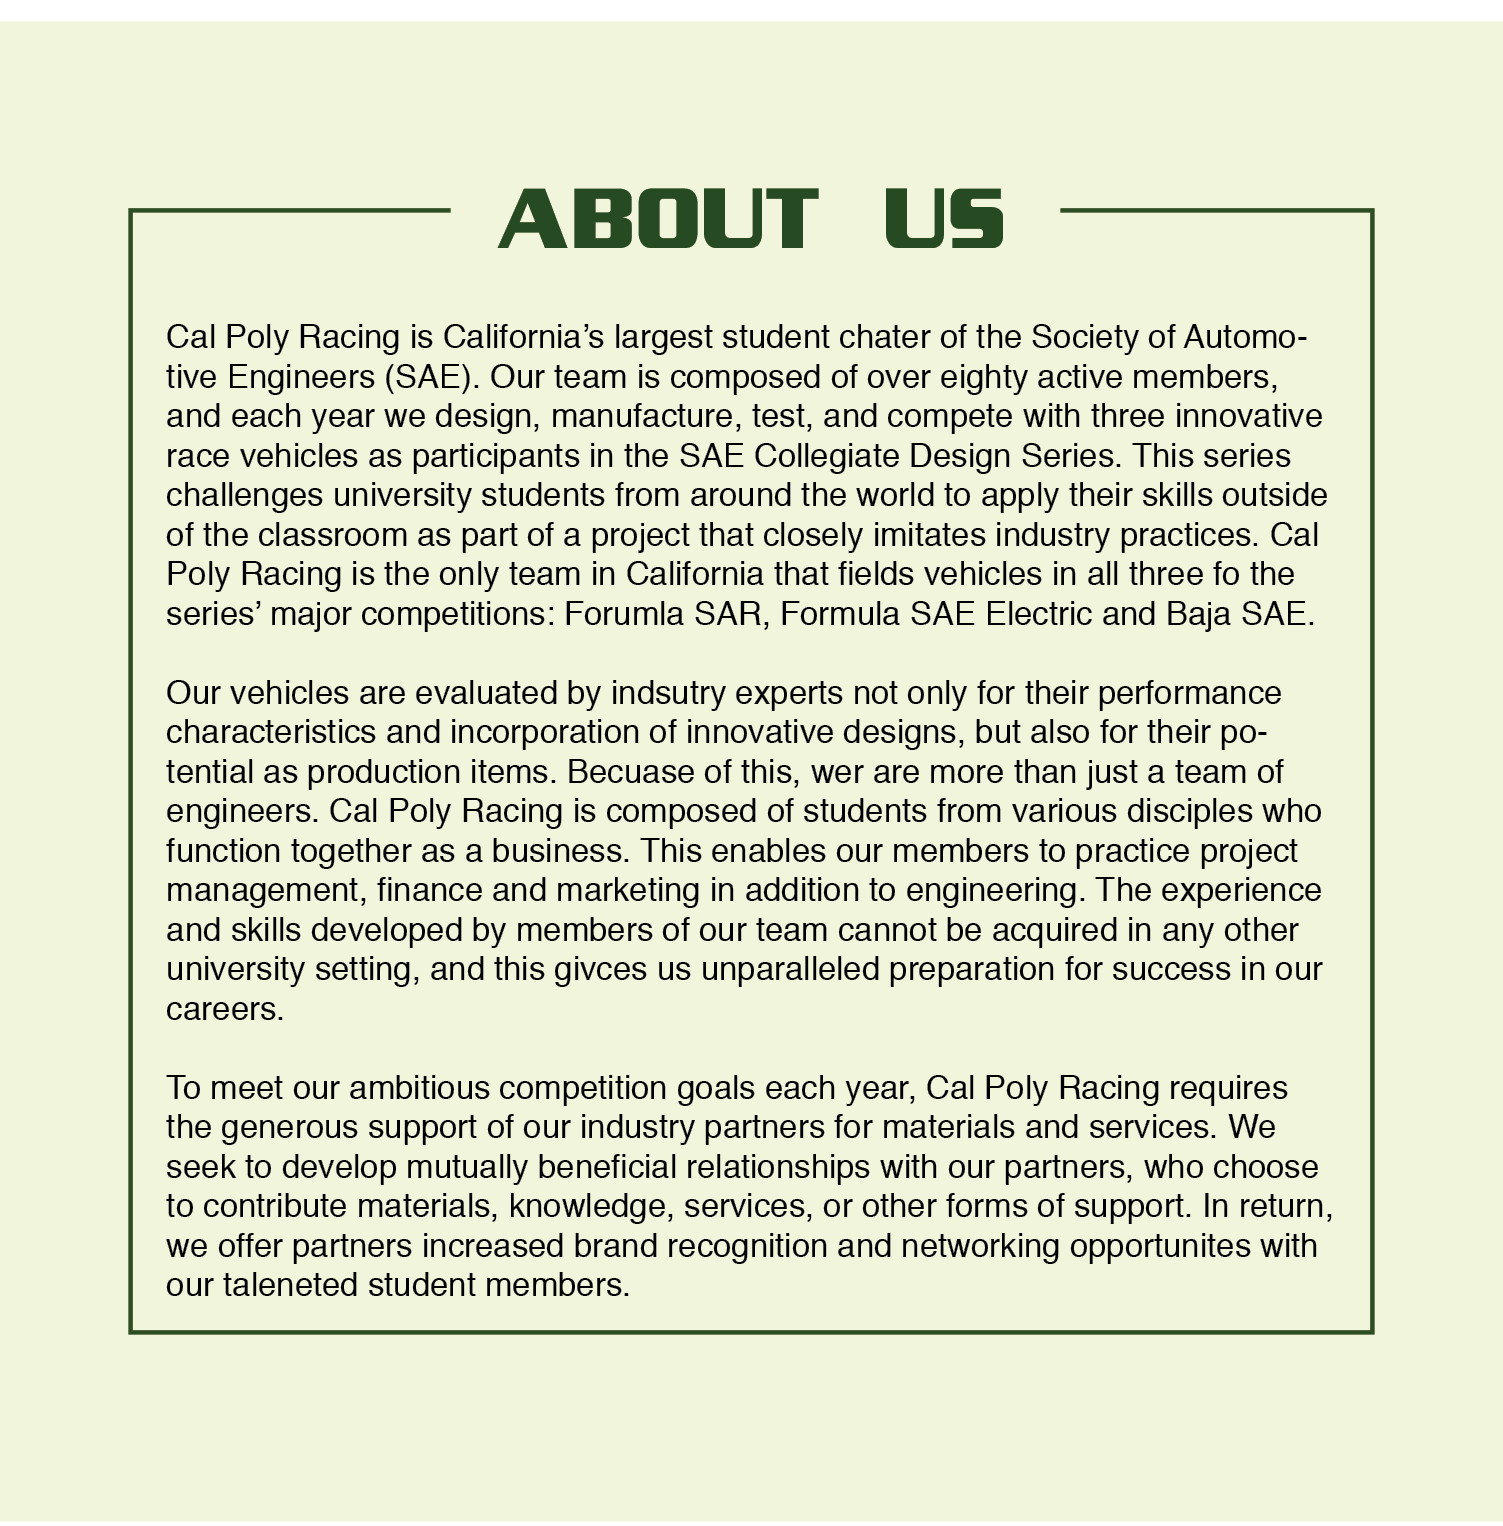 ABOUT US
Cal Poly Racing is California’s largest student chater of the Society of Automo-
tive Engineers (SAE). Our team is composed of over eighty active members,
and each year we design, manufacture, test, and compete with three innovative
race vehicles as participants in the SAE Collegiate Design Series. This series
challenges university students from around the world to apply their skills outside
of the classroom as part of a project that closely imitates industry practices. Cal
Poly Racing is the only team in California that fields vehicles in all three fo the
series’ major competitions: Forumla SAR, Formula SAE Electric and Baja SAE.
Our vehicles are evaluated by indsutry experts not only for their performance
characteristics and incorporation of innovative designs, but also for their po-
tential as production items. Becuase of this, wer are more than just a team of
engineers. Cal Poly Racing is composed of students from various disciples who
function together as a business. This enables our members to practice project
management, finance and marketing in addition to engineering. The experience
and skills developed by members of our team cannot be acquired in any other
university setting, and this givces us unparalleled preparation for success in our
careers.
To meet our ambitious competition goals each year, Cal Poly Racing requires
the generous support of our industry partners for materials and services. We
seek to develop mutually beneficial relationships with our partners, who choose
to contribute materials, knowledge, services, or other forms of support. In return,
we offer partners increased brand recognition and networking opportunites with
our taleneted student members.